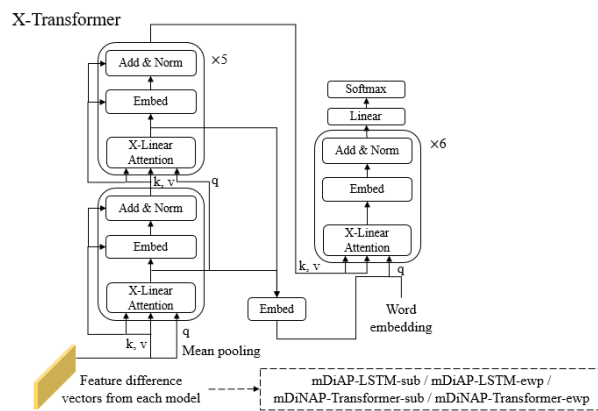 X-Transformer
Add & Norm
×5
Embed
X-Linear
Attention
k, v
q
Add & Norm
Embed
X-Linear
Attention
k, v
q
Mean pooling
Embed
Softmax
Linear
Add & Norm
×6
Embed
X-Linear
Attention
k, v
q
Word
embedding
Feature difference
vectors from each model
mDiAP-LSTM-sub / mDiAP-LSTM-ewp /
mDiNAP-Transformer-sub / mDiNAP-Transformer-ewp